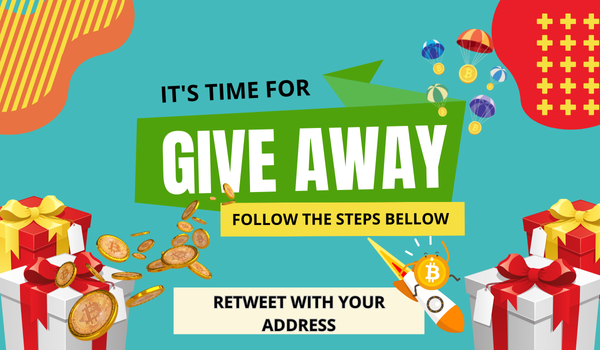 IT'S TIME FOR
GIVE AWAY
FOLLOW THE STEPS BELLOW
RETWEET WITH YOUR
ADDRESS